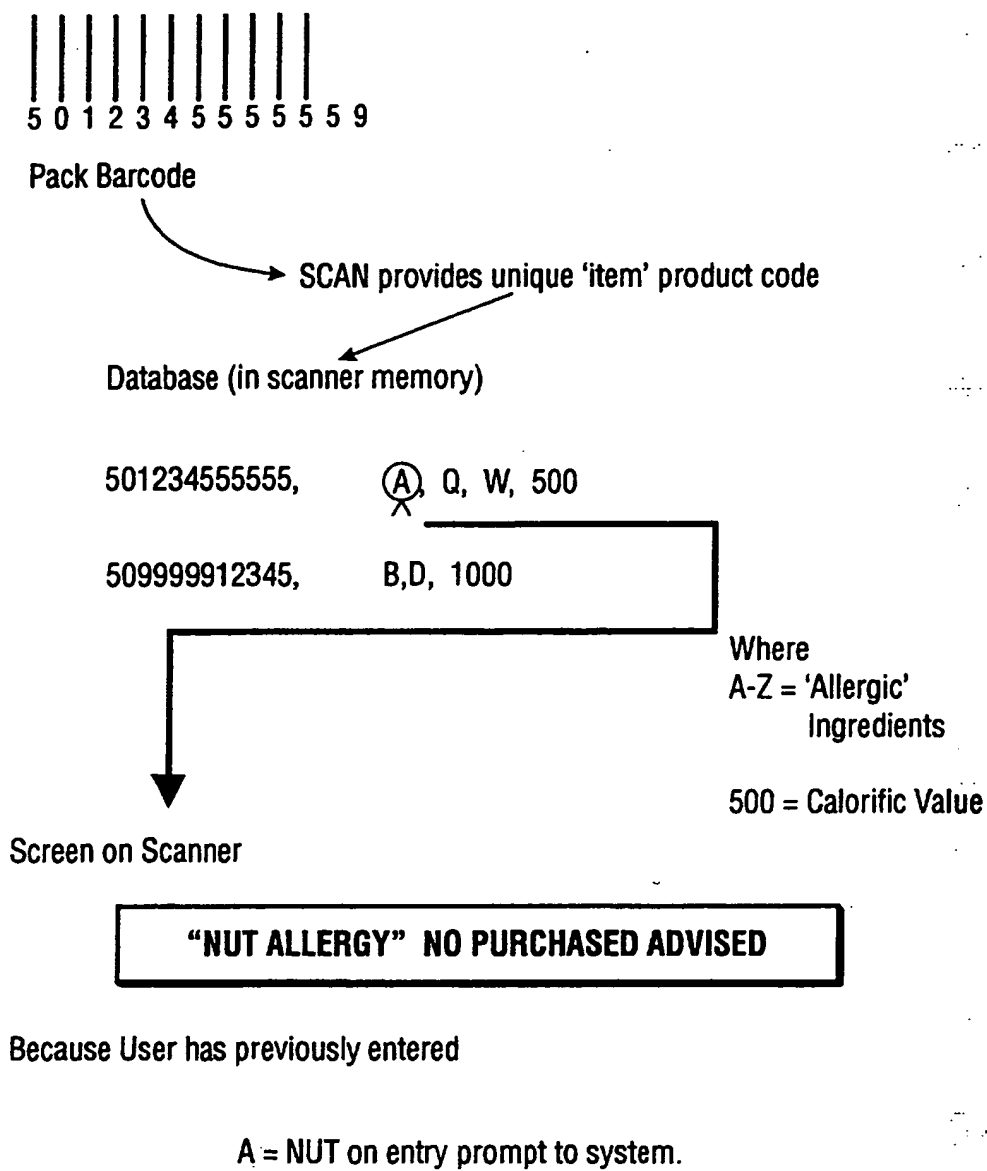 5 0 1 2 3 4 5 5 5 5 5 5 9
Pack Barcode
SCAN provides unique ‘item’ product code
Database (in scanner memory)
501234555555, A, Q, W, 500
509999912345, B,D, 1000
Where
A-Z = ‘Allergic’
Ingredients
500 = Calorific Value
Screen on Scanner
“NUT ALLERGY” NO PURCHASED ADVISED
Because User has previously entered
A = NUT on entry prompt to system.